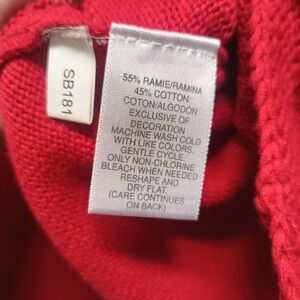 SB181
55% RAMIE/RAMINA
45% COTTON/
COTON/ALGODÓN
EXCLUSIVE OF
DECORATION
MACHINE WASH COLD
WITH LIKE COLORS.
GENTLE CYCLE.
ONLY NON-CHLORINE
BLEACH WHEN NEEDED
RESHAPE AND
DRY FLAT.
(CARE CONTINUES
ON BACK)